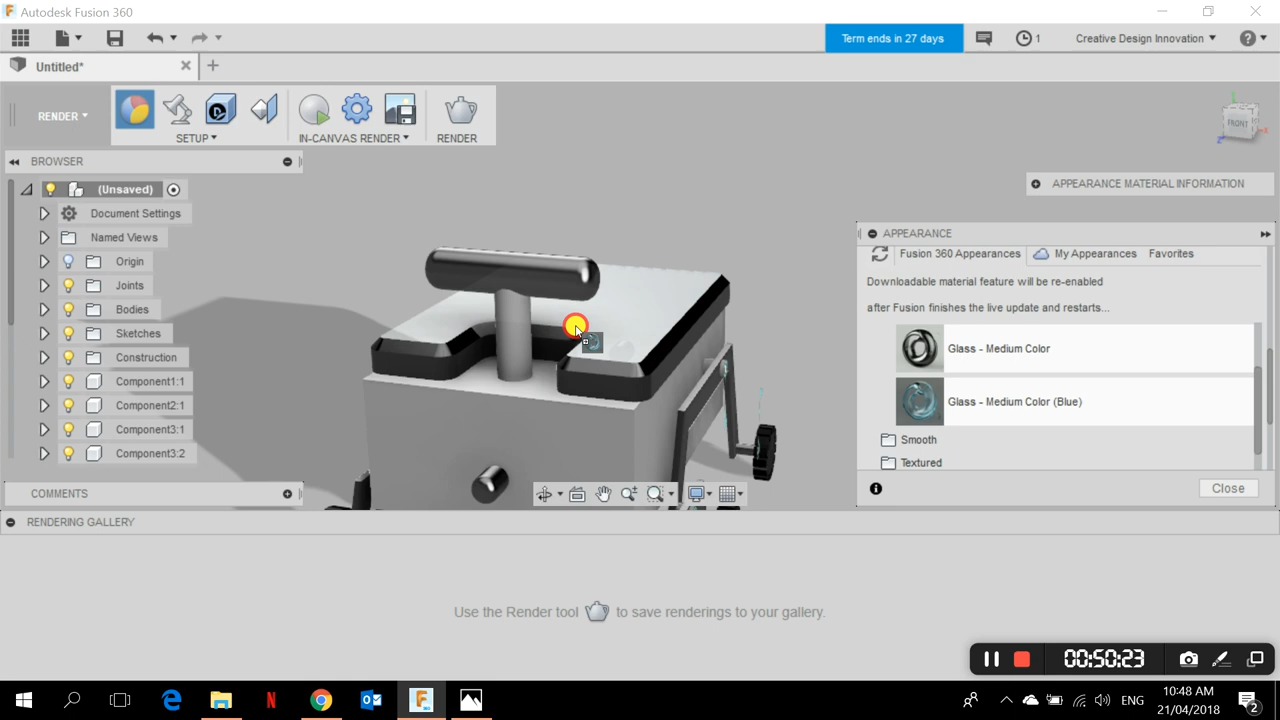 Autodesk Fusion 360
Term ends in 27 days
1
Creative Design Innovation
Untitled*
RENDER
SETUP
IN-CANVAS RENDER
RENDER
FRONT
BROWSER
(Unsaved)
Document Settings
Named Views
Origin
Joints
Bodies
Sketches
Construction
Component1:1
Component2:1
Component3:1
Component3:2
COMMENTS
APPEARANCE MATERIAL INFORMATION
APPEARANCE
Fusion 360 Appearances
My Appearances
Favorites
Downloadable material feature will be re-enabled
after Fusion finishes the live update and restarts...
Glass - Medium Color
Glass - Medium Color (Blue)
Smooth
Textured
Close
RENDERING GALLERY
Use the Render tool to save renderings to your gallery.
00:50:23
ENG
10:48 AM
21/04/2018
2